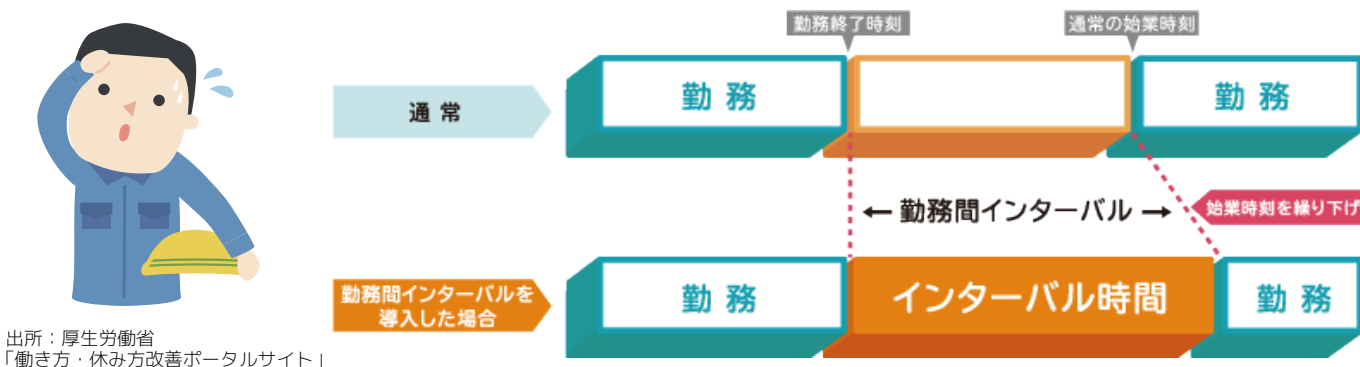 勤務終了時刻
通常の始業時刻
通常
勤務
勤務
勤務間インターバル
始業時刻を繰り下げ
勤務間インターバルを
導入した場合
勤務
インターバル時間
勤務
出所：厚生労働省
「働き方・休み方改善ポータルサイト」